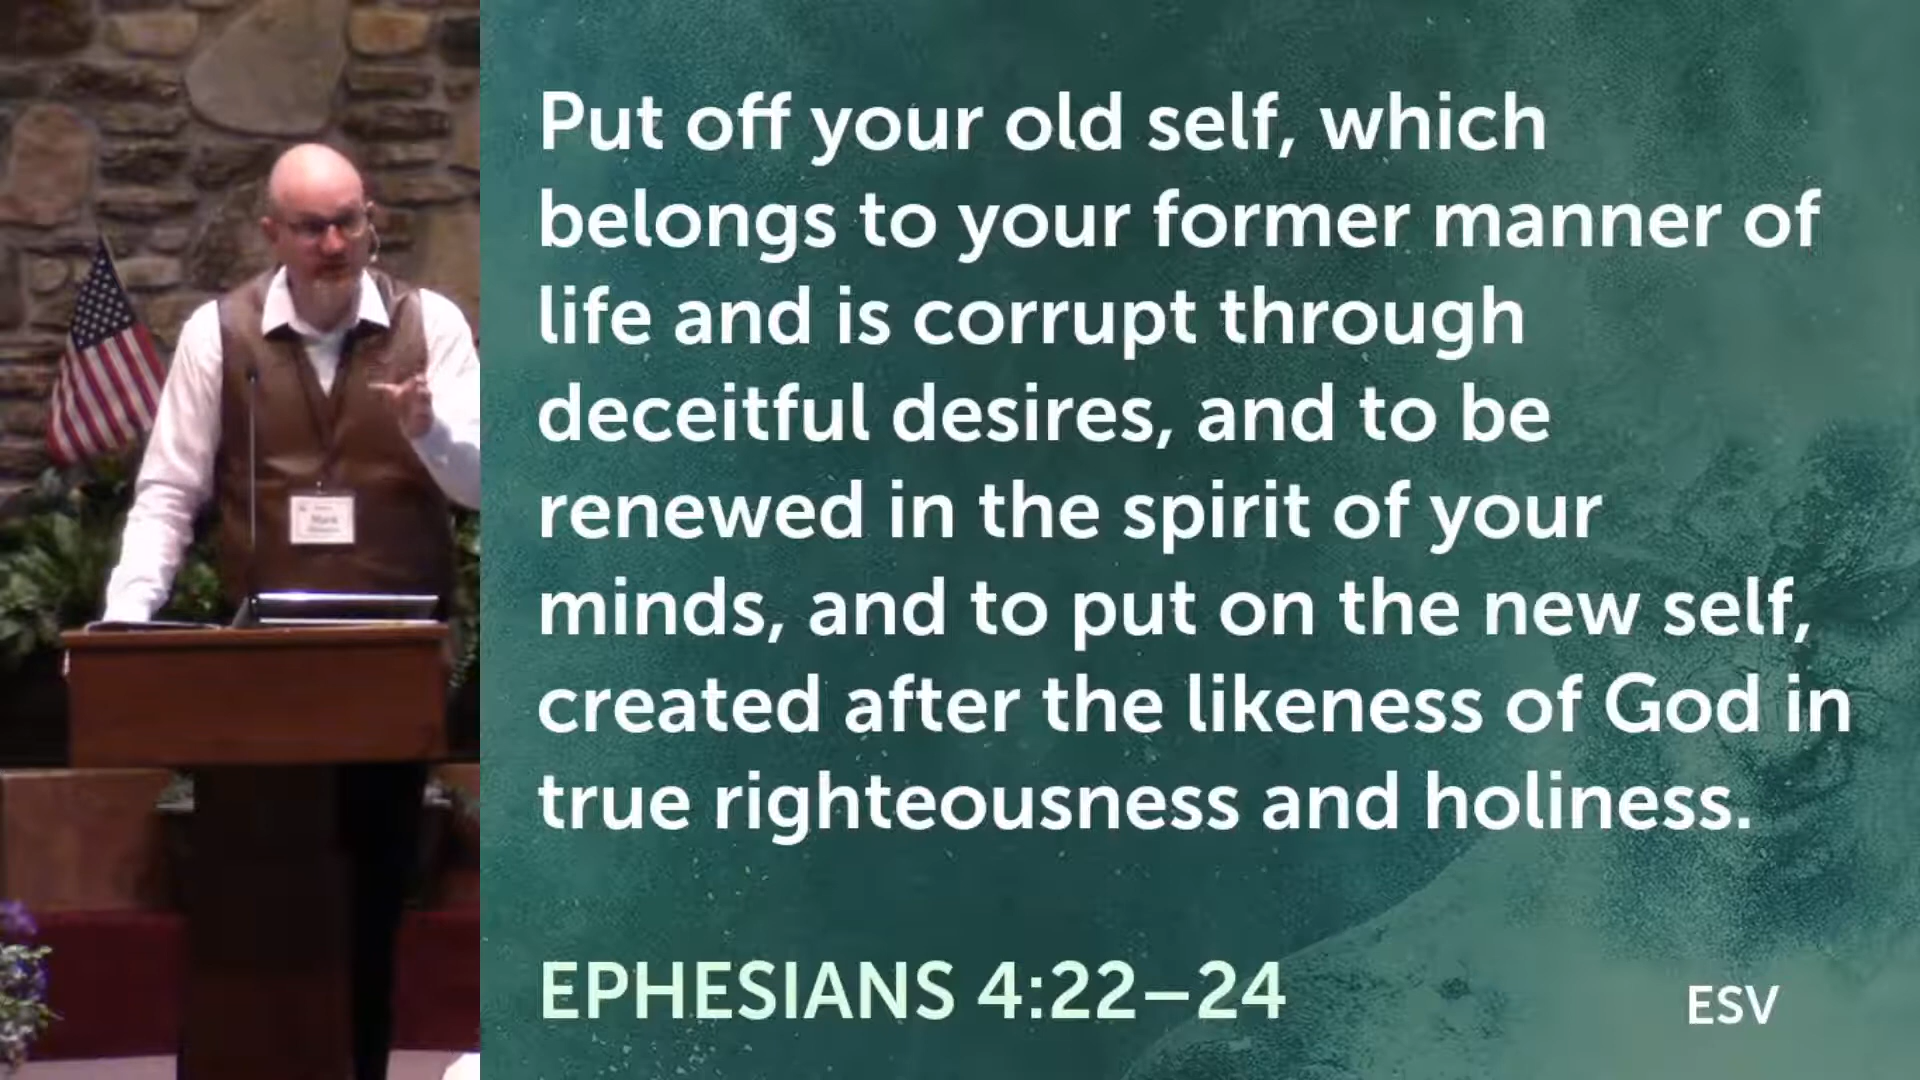 Put off your old self, which
belongs to your former manner of
life and is corrupt through
deceitful desires, and to be
renewed in the spirit of your
minds, and to put on the new self,
created after the likeness of God in
true righteousness and holiness.
EPHESIANS 4:22–24
ESV